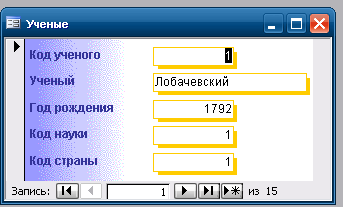 Ученые
Код ученого 1
Ученый Лобачевский
Год рождения 1792
Код науки 1
Код страны 1
Запись: 1 из 15